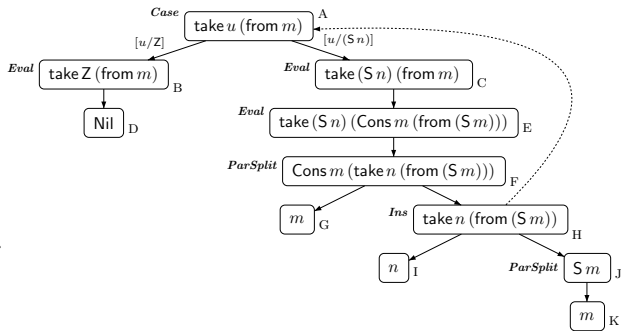 Case take u (from m) A
[u/Z] [u/(S n)]
Eval take Z (from m) B Eval take (S n) (from m) C
Nil D Eval take (S n) (Cons m (from (S m))) E
ParSplit Cons m (take n (from (S m))) F
m G Ins take n (from (S m)) H
n I ParSplit S m J
m K